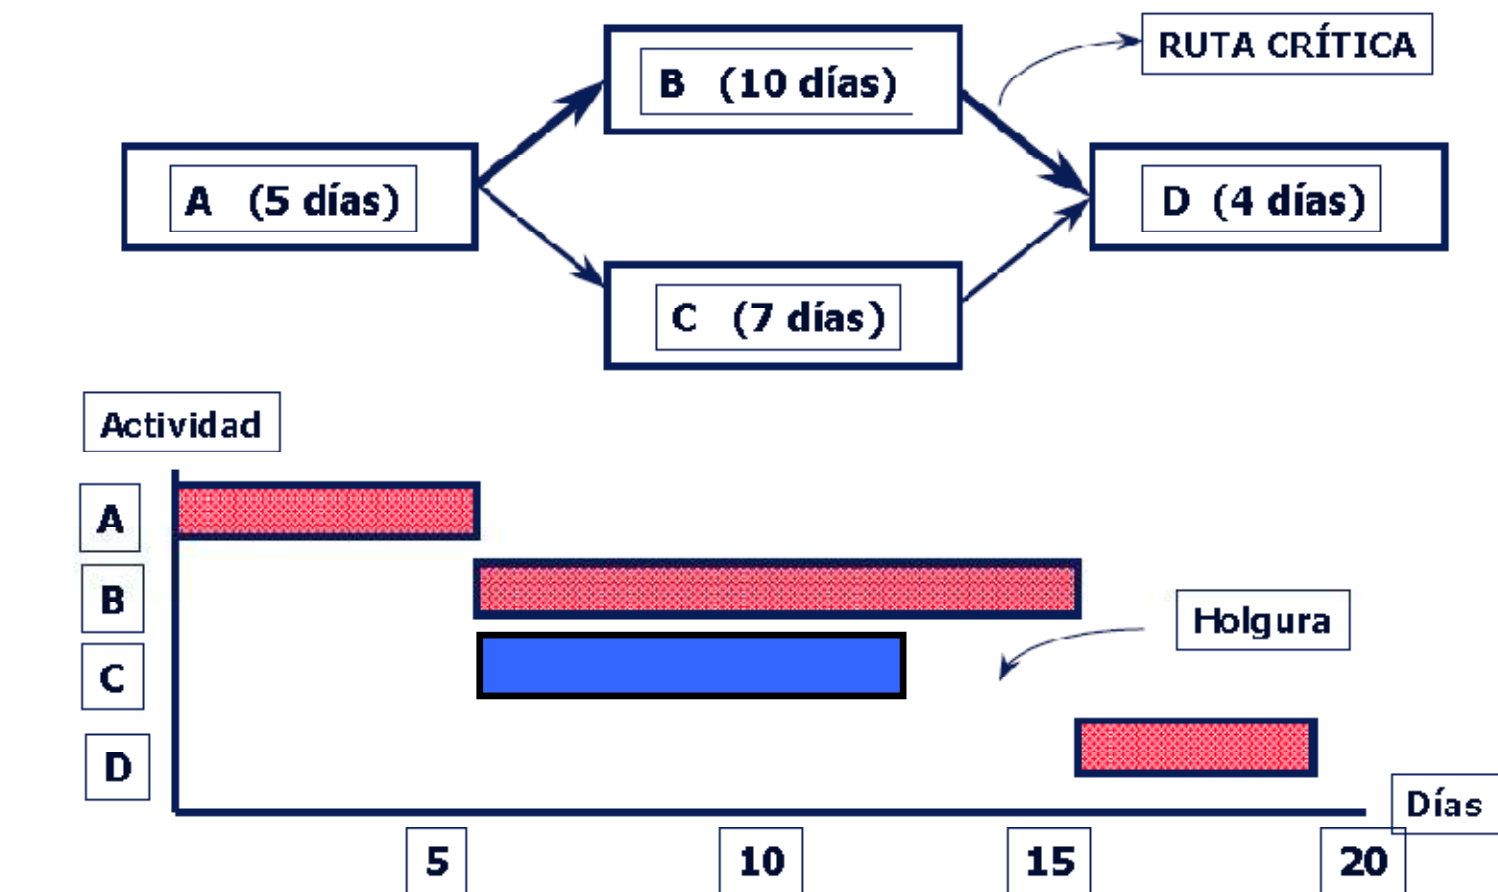 RUTA CRÍTICA
B (10 días)
A (5 días)
D (4 días)
C (7 días)
Actividad
A
B
Holgura
C
D
Días
5 10 15 20